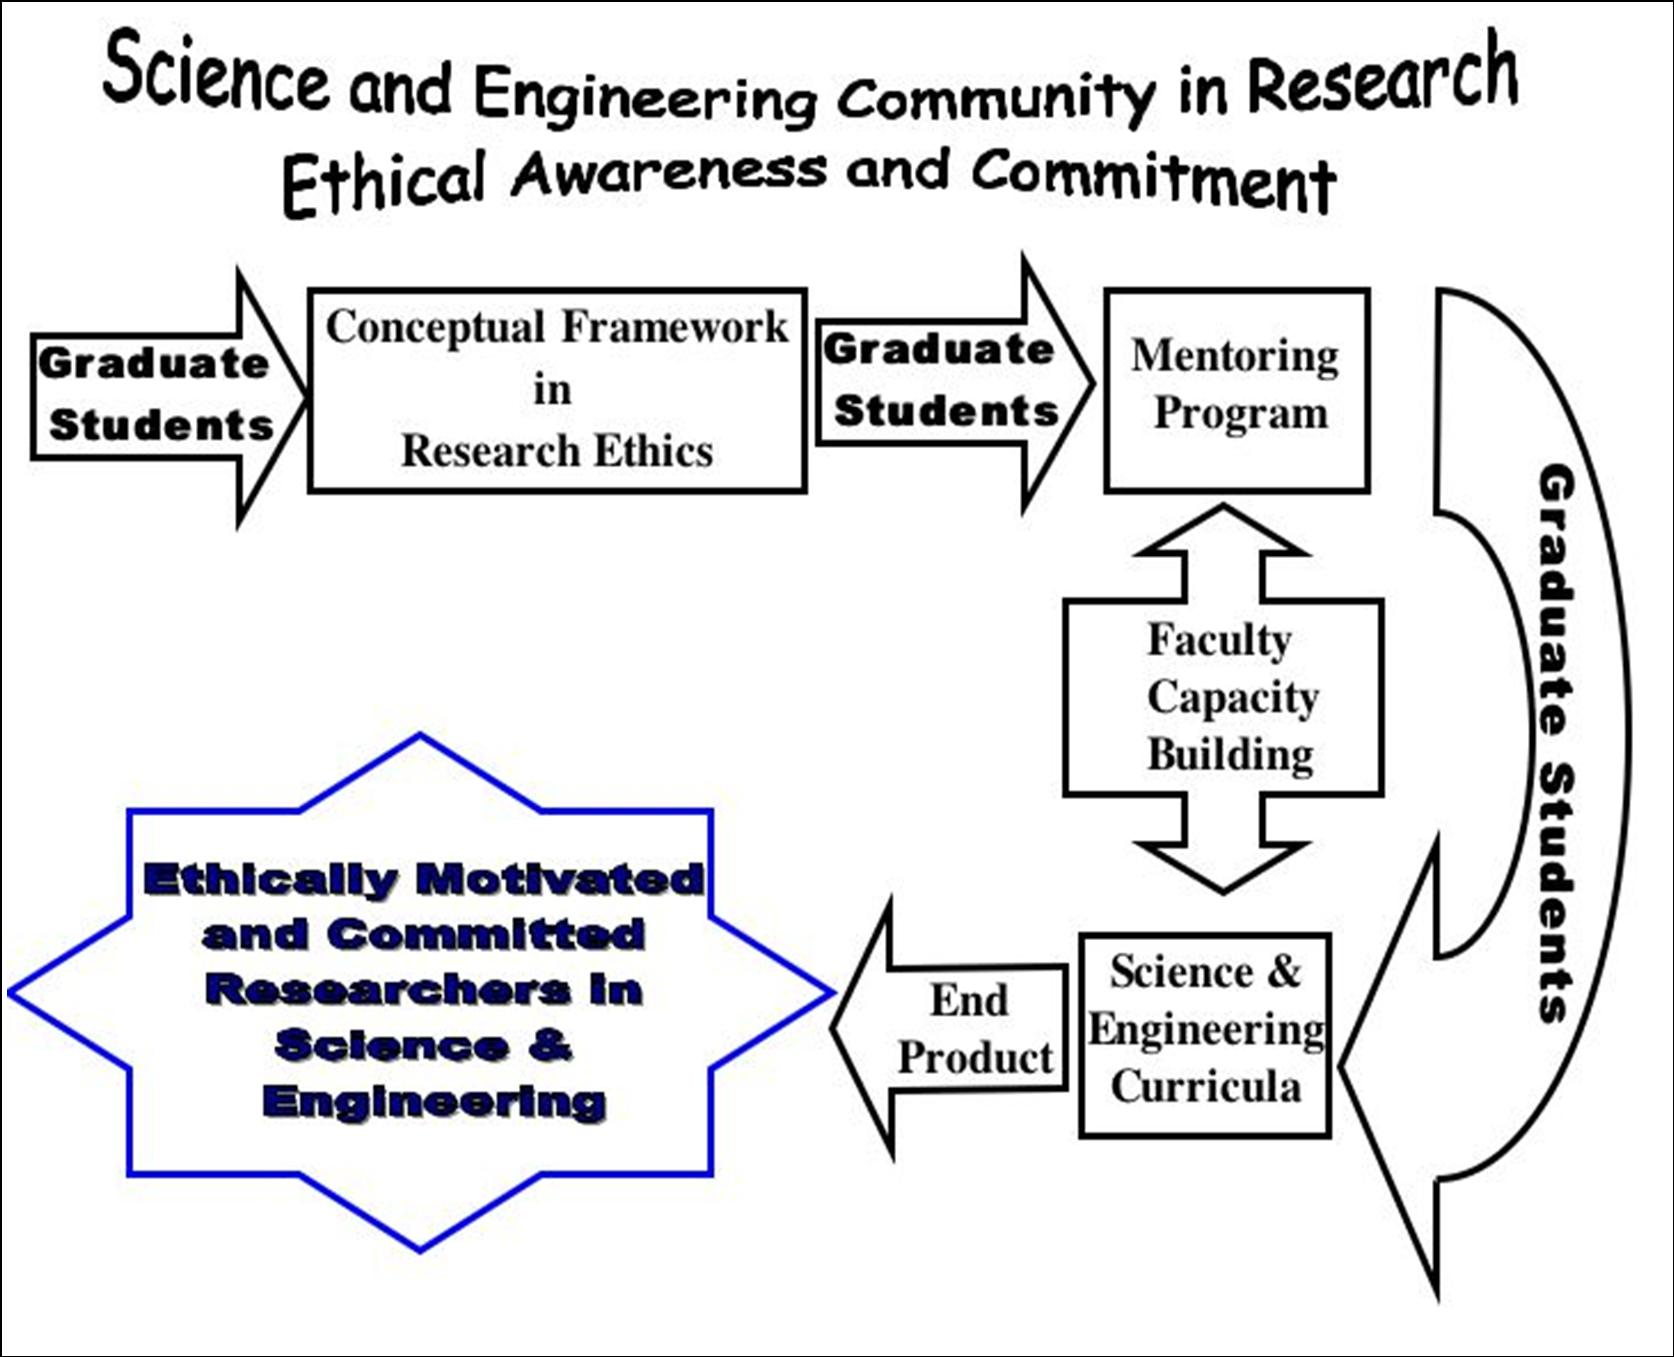 Science and Engineering Community in Research
Ethical Awareness and Commitment
Graduate
Students
Conceptual Framework
in
Research Ethics
Graduate
Students
Mentoring
Program
Graduate Students
Faculty
Capacity
Building
Science &
Engineering
Curricula
End
Product
Ethically Motivated
and Committed
Researchers in
Science &
Engineering